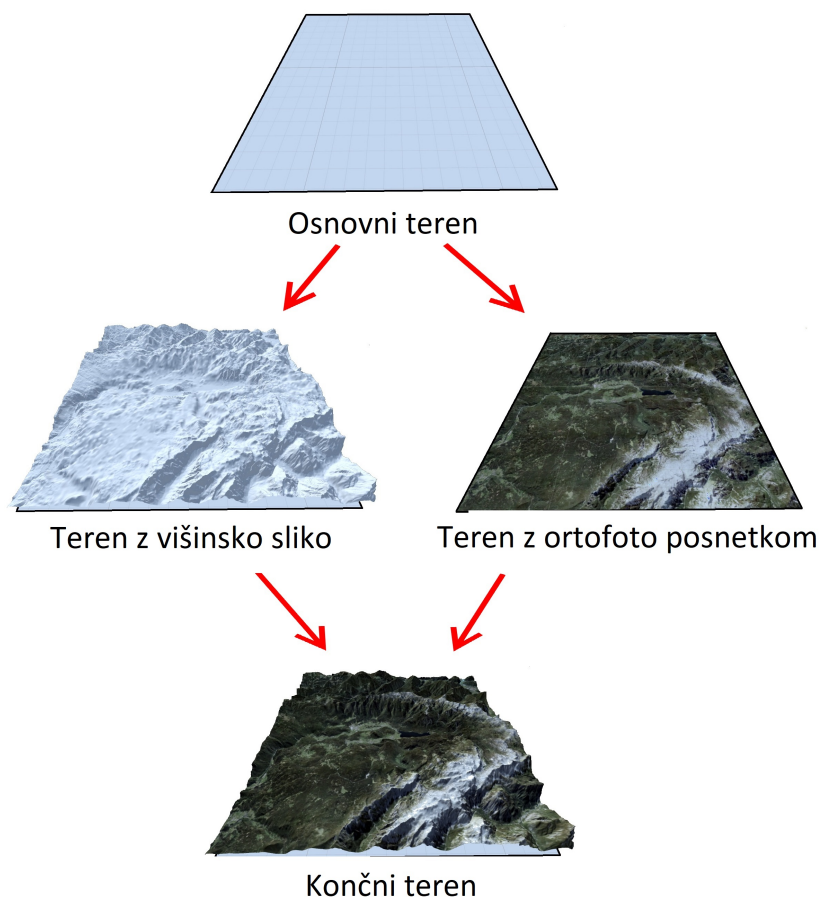 Osnovni teren
Teren z višinsko sliko
Teren z ortofoto posnetkom
Končni teren